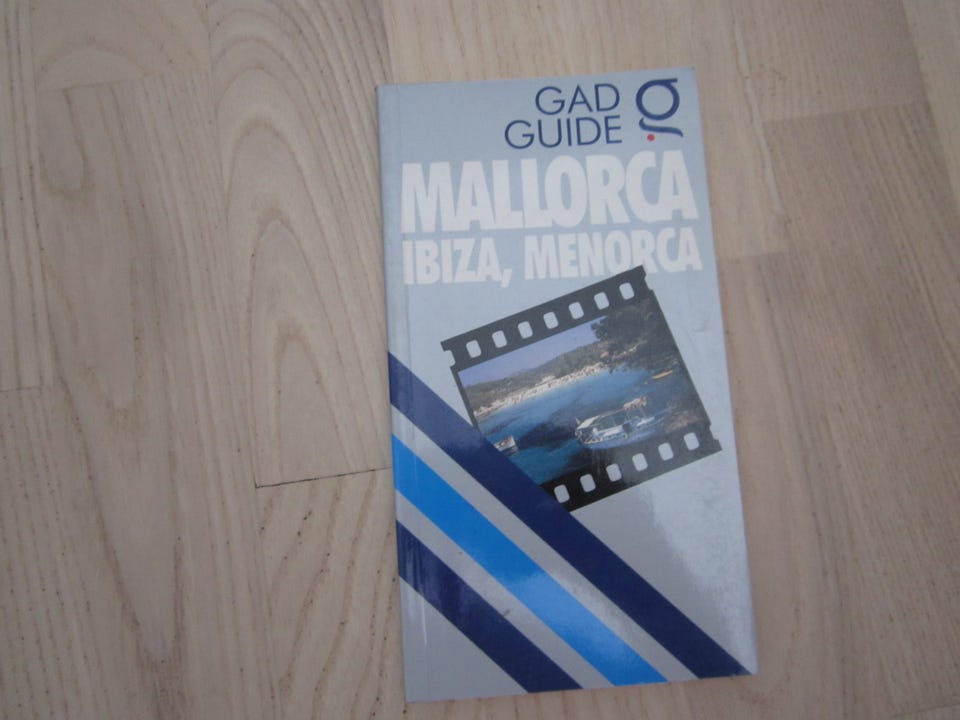 GAD
GUIDE
MALLORCA
IBIZA, MENORCA